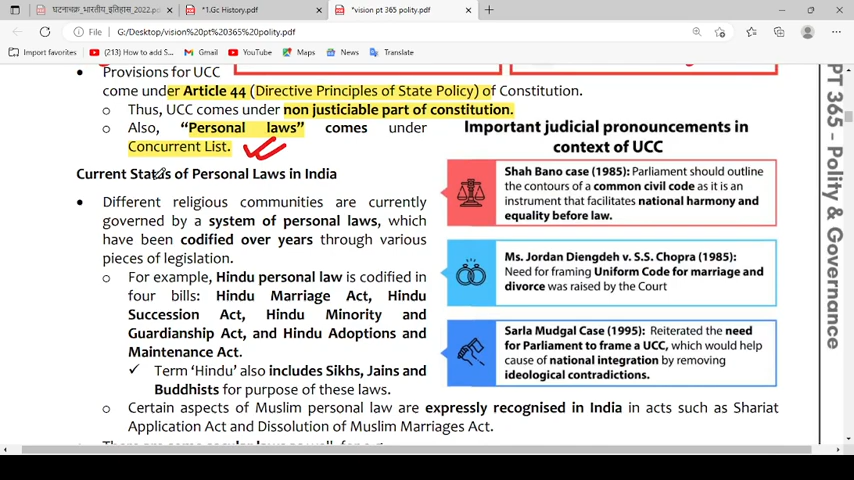 घटनाचक्र_भारतीय_इतिहास_2022.po
*1.Gc History.pdf
*vision pt 365 polity.pdf
File | G:/Desktop/vision%20pt%20365%20polity.pdf
Import favorites
(213) How to add S...
Gmail
YouTube
Maps
News
Translate
Provisions for UCC
come under Article 44 (Directive Principles of State Policy) of Constitution.
o Thus, UCC comes under non justiciable part of constitution.
o Also, "Personal laws" comes under
Concurrent List.
Current Status of Personal Laws in India
• Different religious communities are currently
governed by a system of personal laws, which
have been codified over years through various
pieces of legislation.
o For example, Hindu personal law is codified in
four bills: Hindu Marriage Act, Hindu
Succession Act, Hindu Minority and
Guardianship Act, and Hindu Adoptions and
Maintenance Act.
✓ Term 'Hindu' also includes Sikhs, Jains and
Buddhists for purpose of these laws.
Important judicial pronouncements in
context of UCC
Shah Bano case (1985): Parliament should outline
the contours of a common civil code as it is an
instrument that facilitates national harmony and
equality before law.
Ms. Jordan Diengdeh v. S.S. Chopra (1985):
Need for framing Uniform Code for marriage and
divorce was raised by the Court
Sarla Mudgal Case (1995): Reiterated the need
for Parliament to frame a UCC, which would help
cause of national integration by removing
ideological contradictions.
o Certain aspects of Muslim personal law are expressly recognised in India in acts such as Shariat
Application Act and Dissolution of Muslim Marriages Act.
PT 365 - Polity & Governance